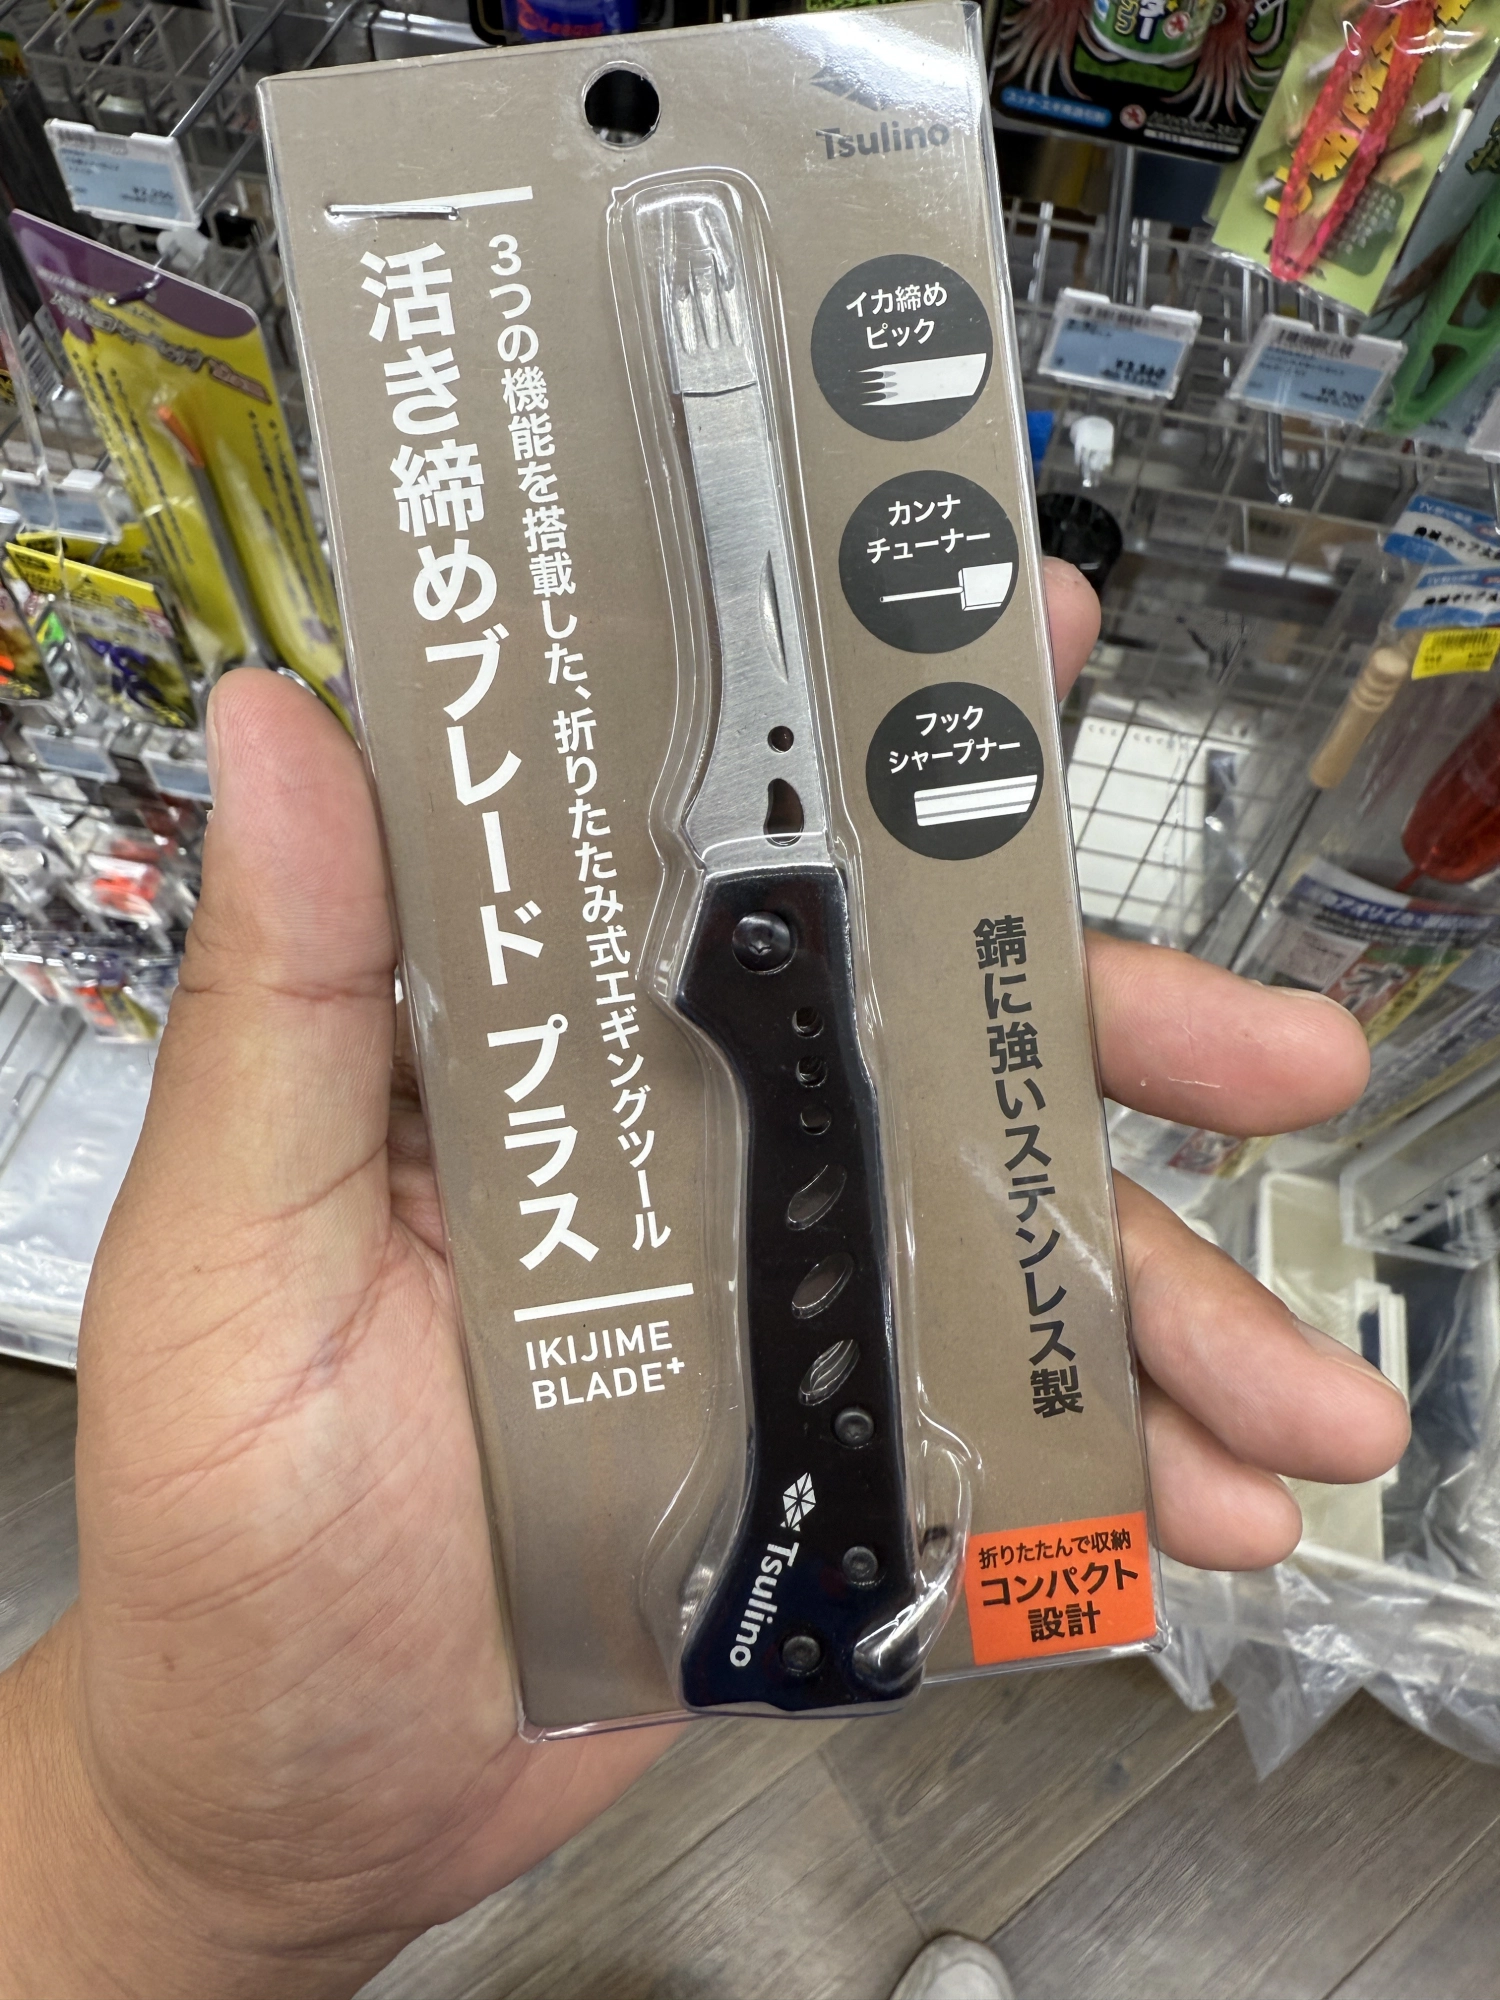 Tsulino
活き締めブレード プラス
3つの機能を搭載した、折りたたみ式エギングツール
IKIJIME
BLADE+
イカ締め
ピック
カンナ
チューナー
フック
シャープナー
錆に強いステンレス製
折りたたんで収納
コンパクト
設計
Tsulino